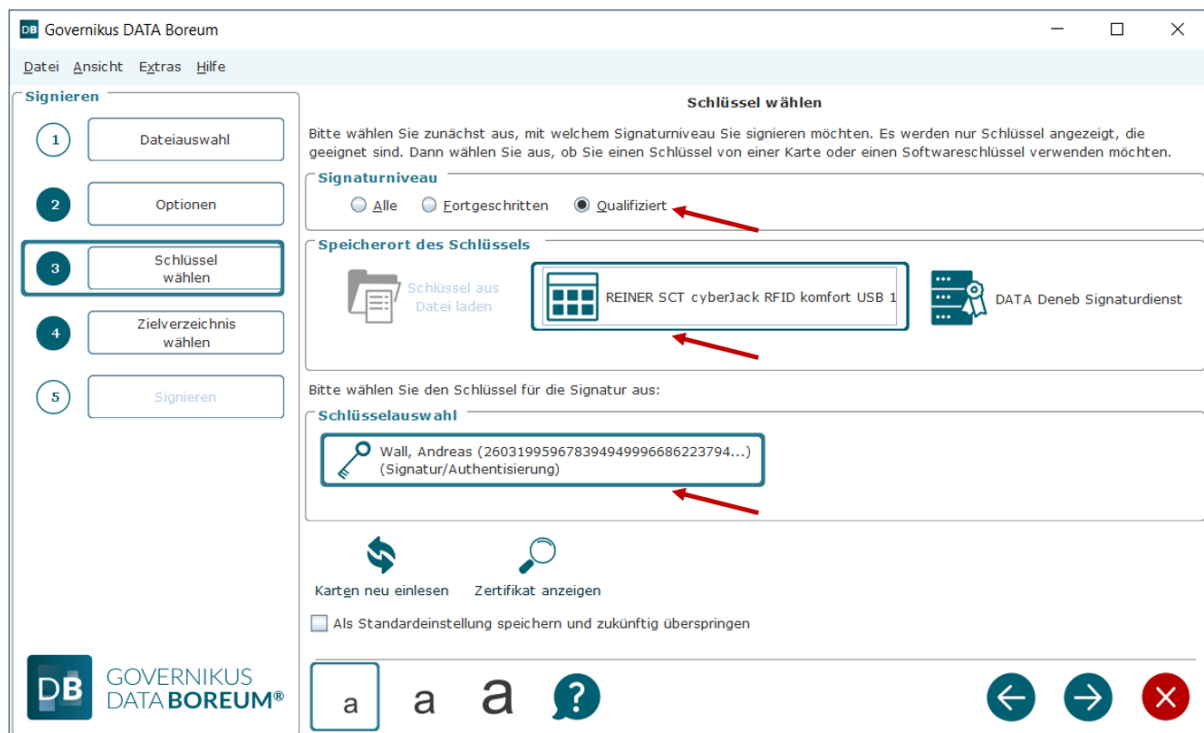 DB Governikus DATA Boreum
Datei Ansicht Extras Hilfe
Signieren
1 Dateiauswahl
2 Optionen
3 Schlüssel
wählen
4 Zielverzeichnis
wählen
5 Signieren
Schlüssel wählen
Bitte wählen Sie zunächst aus, mit welchem Signaturniveau Sie signieren möchten. Es werden nur Schlüssel angezeigt, die
geeignet sind. Dann wählen Sie aus, ob Sie einen Schlüssel von einer Karte oder einen Softwareschlüssel verwenden möchten.
Signaturniveau
Alle Fortgeschritten Qualifiziert
Speicherort des Schlüssels
Schlüssel aus
Datei laden
REINER SCT cyberJack RFID komfort USB 1
DATA Deneb Signaturdienst
Bitte wählen Sie den Schlüssel für die Signatur aus:
Schlüsselauswahl
Wall, Andreas (260319959678394949996686223794...)
(Signatur/Authentisierung)
Karten neu einlesen Zertifikat anzeigen
Als Standardeinstellung speichern und zukünftig überspringen
DB GOVERNIKUS
DATA BOREUM®
a a a ?